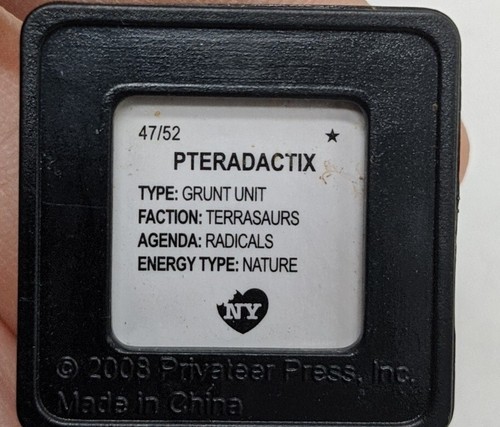 47/52 ★
PTERADACTIX
TYPE: GRUNT UNIT
FACTION: TERRASAURS
AGENDA: RADICALS
ENERGY TYPE: NATURE
NY
© 2008 Privateer Press, Inc.
Made in China